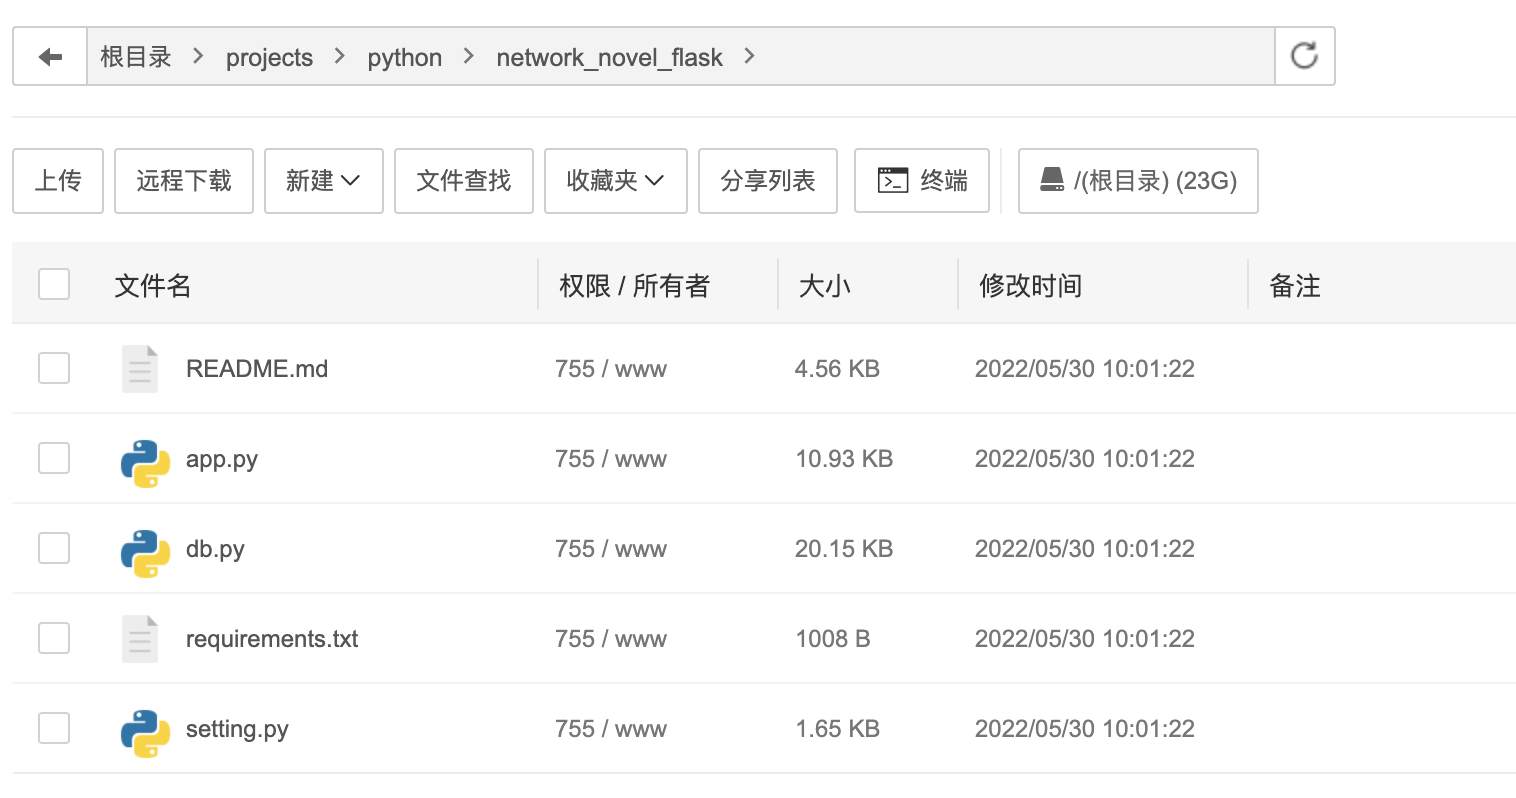 根目录 projects python network_novel_flask
上传 远程下载 新建 文件查找 收藏夹 分享列表 终端 /(根目录) (23G)
文件名 权限 / 所有者 大小 修改时间 备注
README.md 755 / www 4.56 KB 2022/05/30 10:01:22
app.py 755 / www 10.93 KB 2022/05/30 10:01:22
db.py 755 / www 20.15 KB 2022/05/30 10:01:22
requirements.txt 755 / www 1008 B 2022/05/30 10:01:22
setting.py 755 / www 1.65 KB 2022/05/30 10:01:22